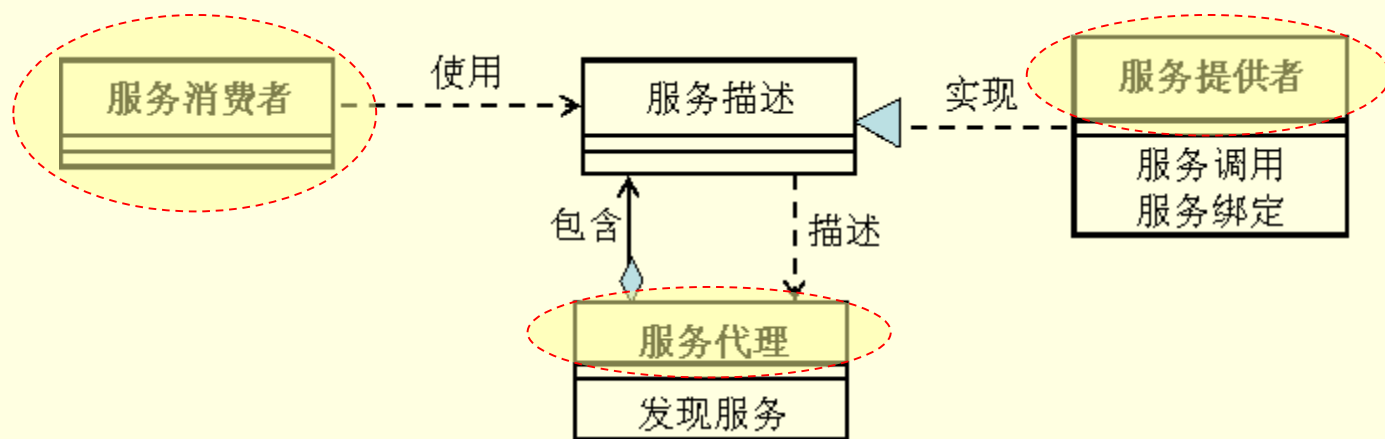 服务消费者
使用
服务描述
实现
服务提供者
服务调用
服务绑定
包含
描述
服务代理
发现服务